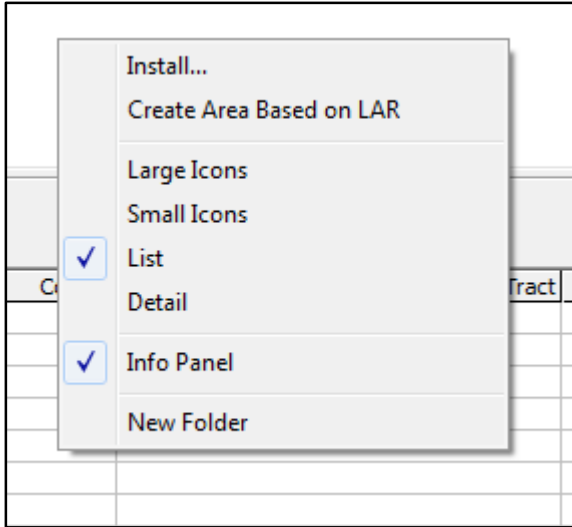 Install...
Create Area Based on LAR
Large Icons
Small Icons
List
Detail
Info Panel
New Folder
Tract